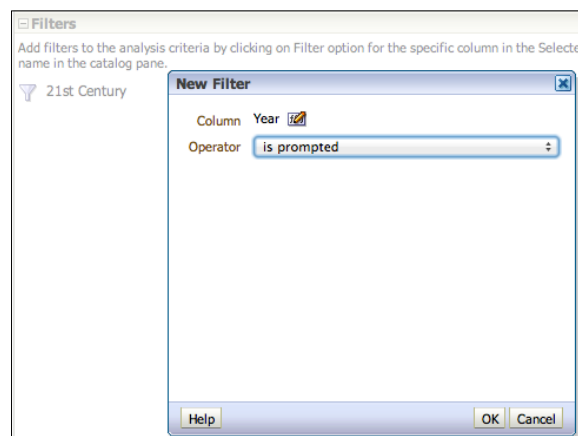 Filters
Add filters to the analysis criteria by clicking on Filter option for the specific column in the Selecte
name in the catalog pane.
21st Century
New Filter
Column Year
Operator is prompted
Help OK Cancel